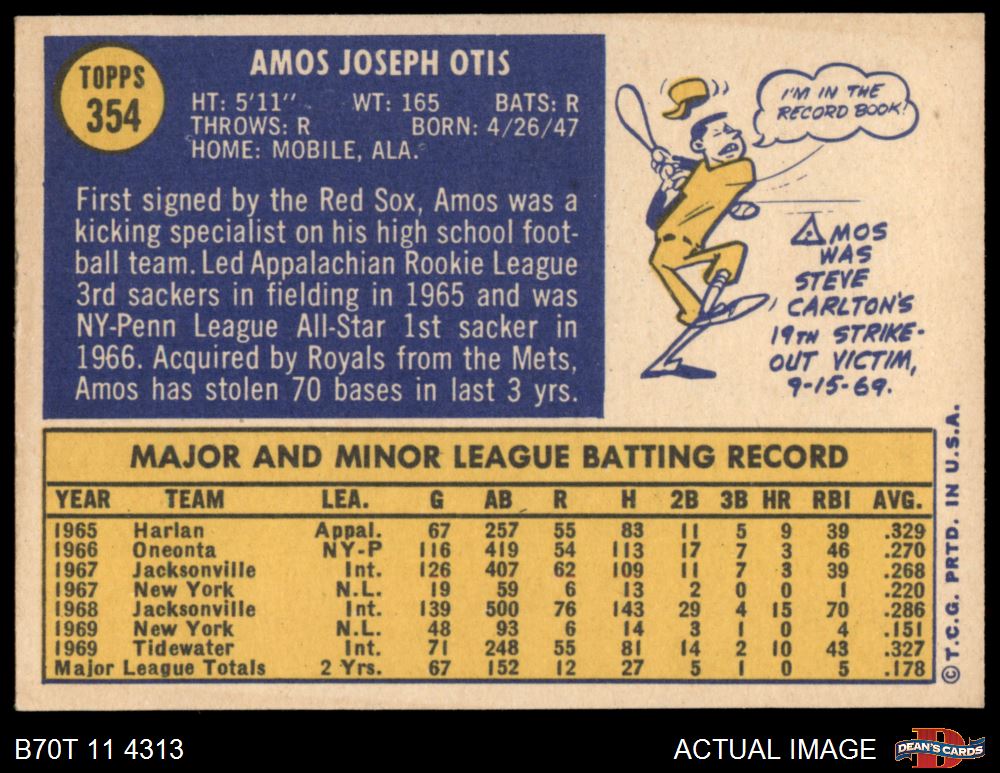 TOPPS
354
AMOS JOSEPH OTIS
HT: 5'11" WT: 165 BATS: R
THROWS: R BORN: 4/26/47
HOME: MOBILE, ALA.
First signed by the Red Sox, Amos was a
kicking specialist on his high school foot-
ball team. Led Appalachian Rookie League
3rd sackers in fielding in 1965 and was
NY-Penn League All-Star 1st sacker in
1966. Acquired by Royals from the Mets,
Amos has stolen 70 bases in last 3 yrs.
I'M IN THE
RECORD BOOK!
AMOS
WAS
STEVE
CARLTON'S
19TH STRIKE-
OUT VICTIM,
9-15-69.
MAJOR AND MINOR LEAGUE BATTING RECORD
YEAR TEAM LEA. G AB R H 2B 3B HR RBI AVG.
1965 Harlan Appal. 67 257 55 83 11 5 9 39 .329
1966 Oneonta NY-P 116 419 54 113 17 7 3 46 .270
1967 Jacksonville Int. 126 407 62 109 11 7 3 39 .268
1967 New York N.L. 19 59 6 13 2 0 0 1 .220
1968 Jacksonville Int. 139 500 76 143 29 4 15 70 .286
1969 New York N.L. 48 93 6 14 3 1 0 4 .151
1969 Tidewater Int. 71 248 55 81 14 2 10 43 .327
Major League Totals 2 Yrs. 67 152 12 27 5 1 0 5 .178
© T.C.G. PRTD. IN U.S.A.
B70T 11 4313
ACTUAL IMAGE
DEAN'S CARDS